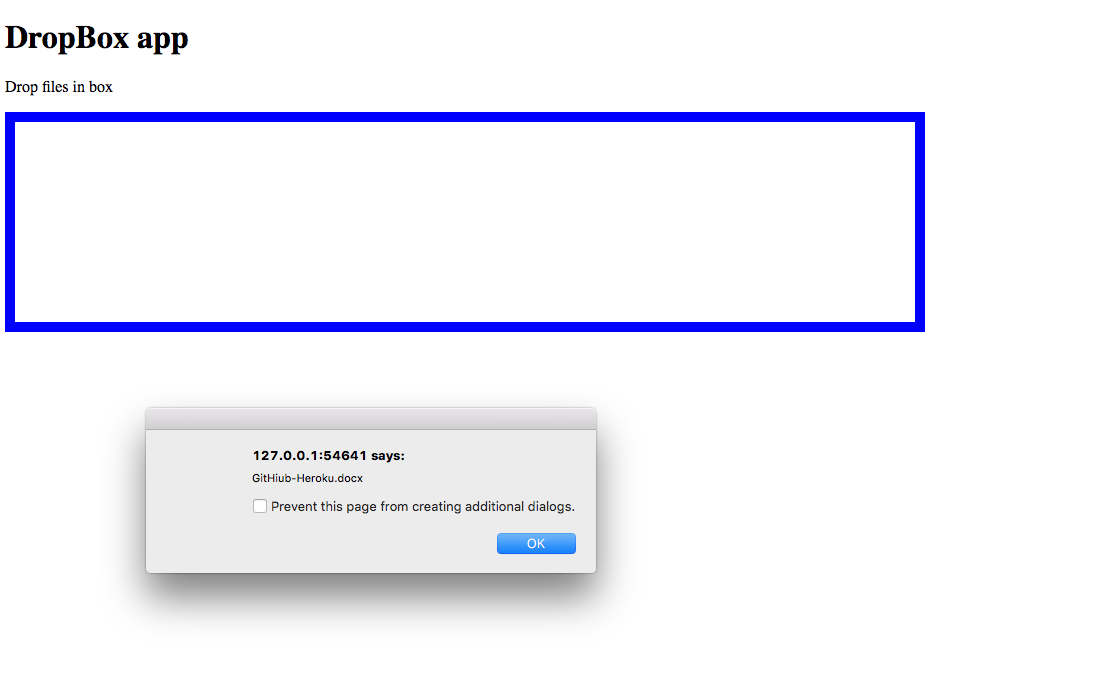 DropBox app
Drop files in box
127.0.0.1:54641 says:
GitHiub-Heroku.docx
Prevent this page from creating additional dialogs.
OK